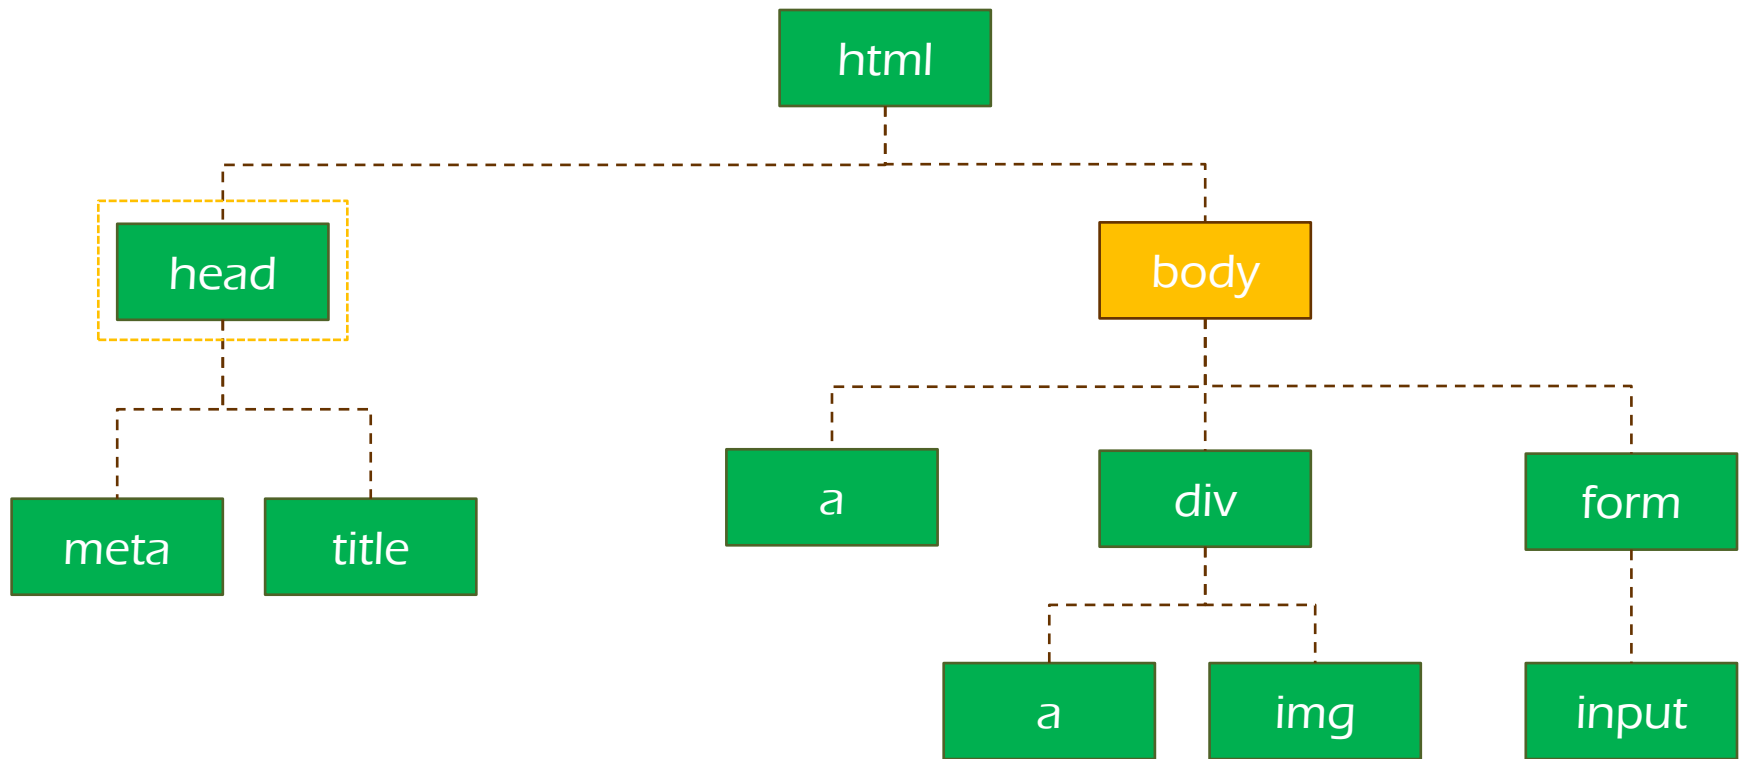 html
head
body
meta
title
a
div
form
a
img
input